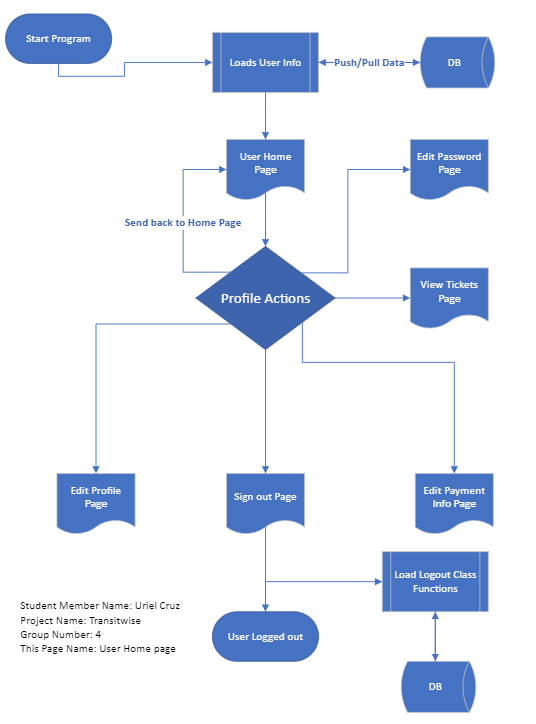 Start Program
Loads User Info
Push/Pull Data
DB
User Home
Page
Edit Password
Page
Send back to Home Page
View Tickets
Page
Profile Actions
Edit Profile
Page
Sign out Page
Edit Payment
Info Page
Load Logout Class
Functions
User Logged out
DB
Student Member Name: Uriel Cruz
Project Name: Transitwise
Group Number: 4
This Page Name: User Home page